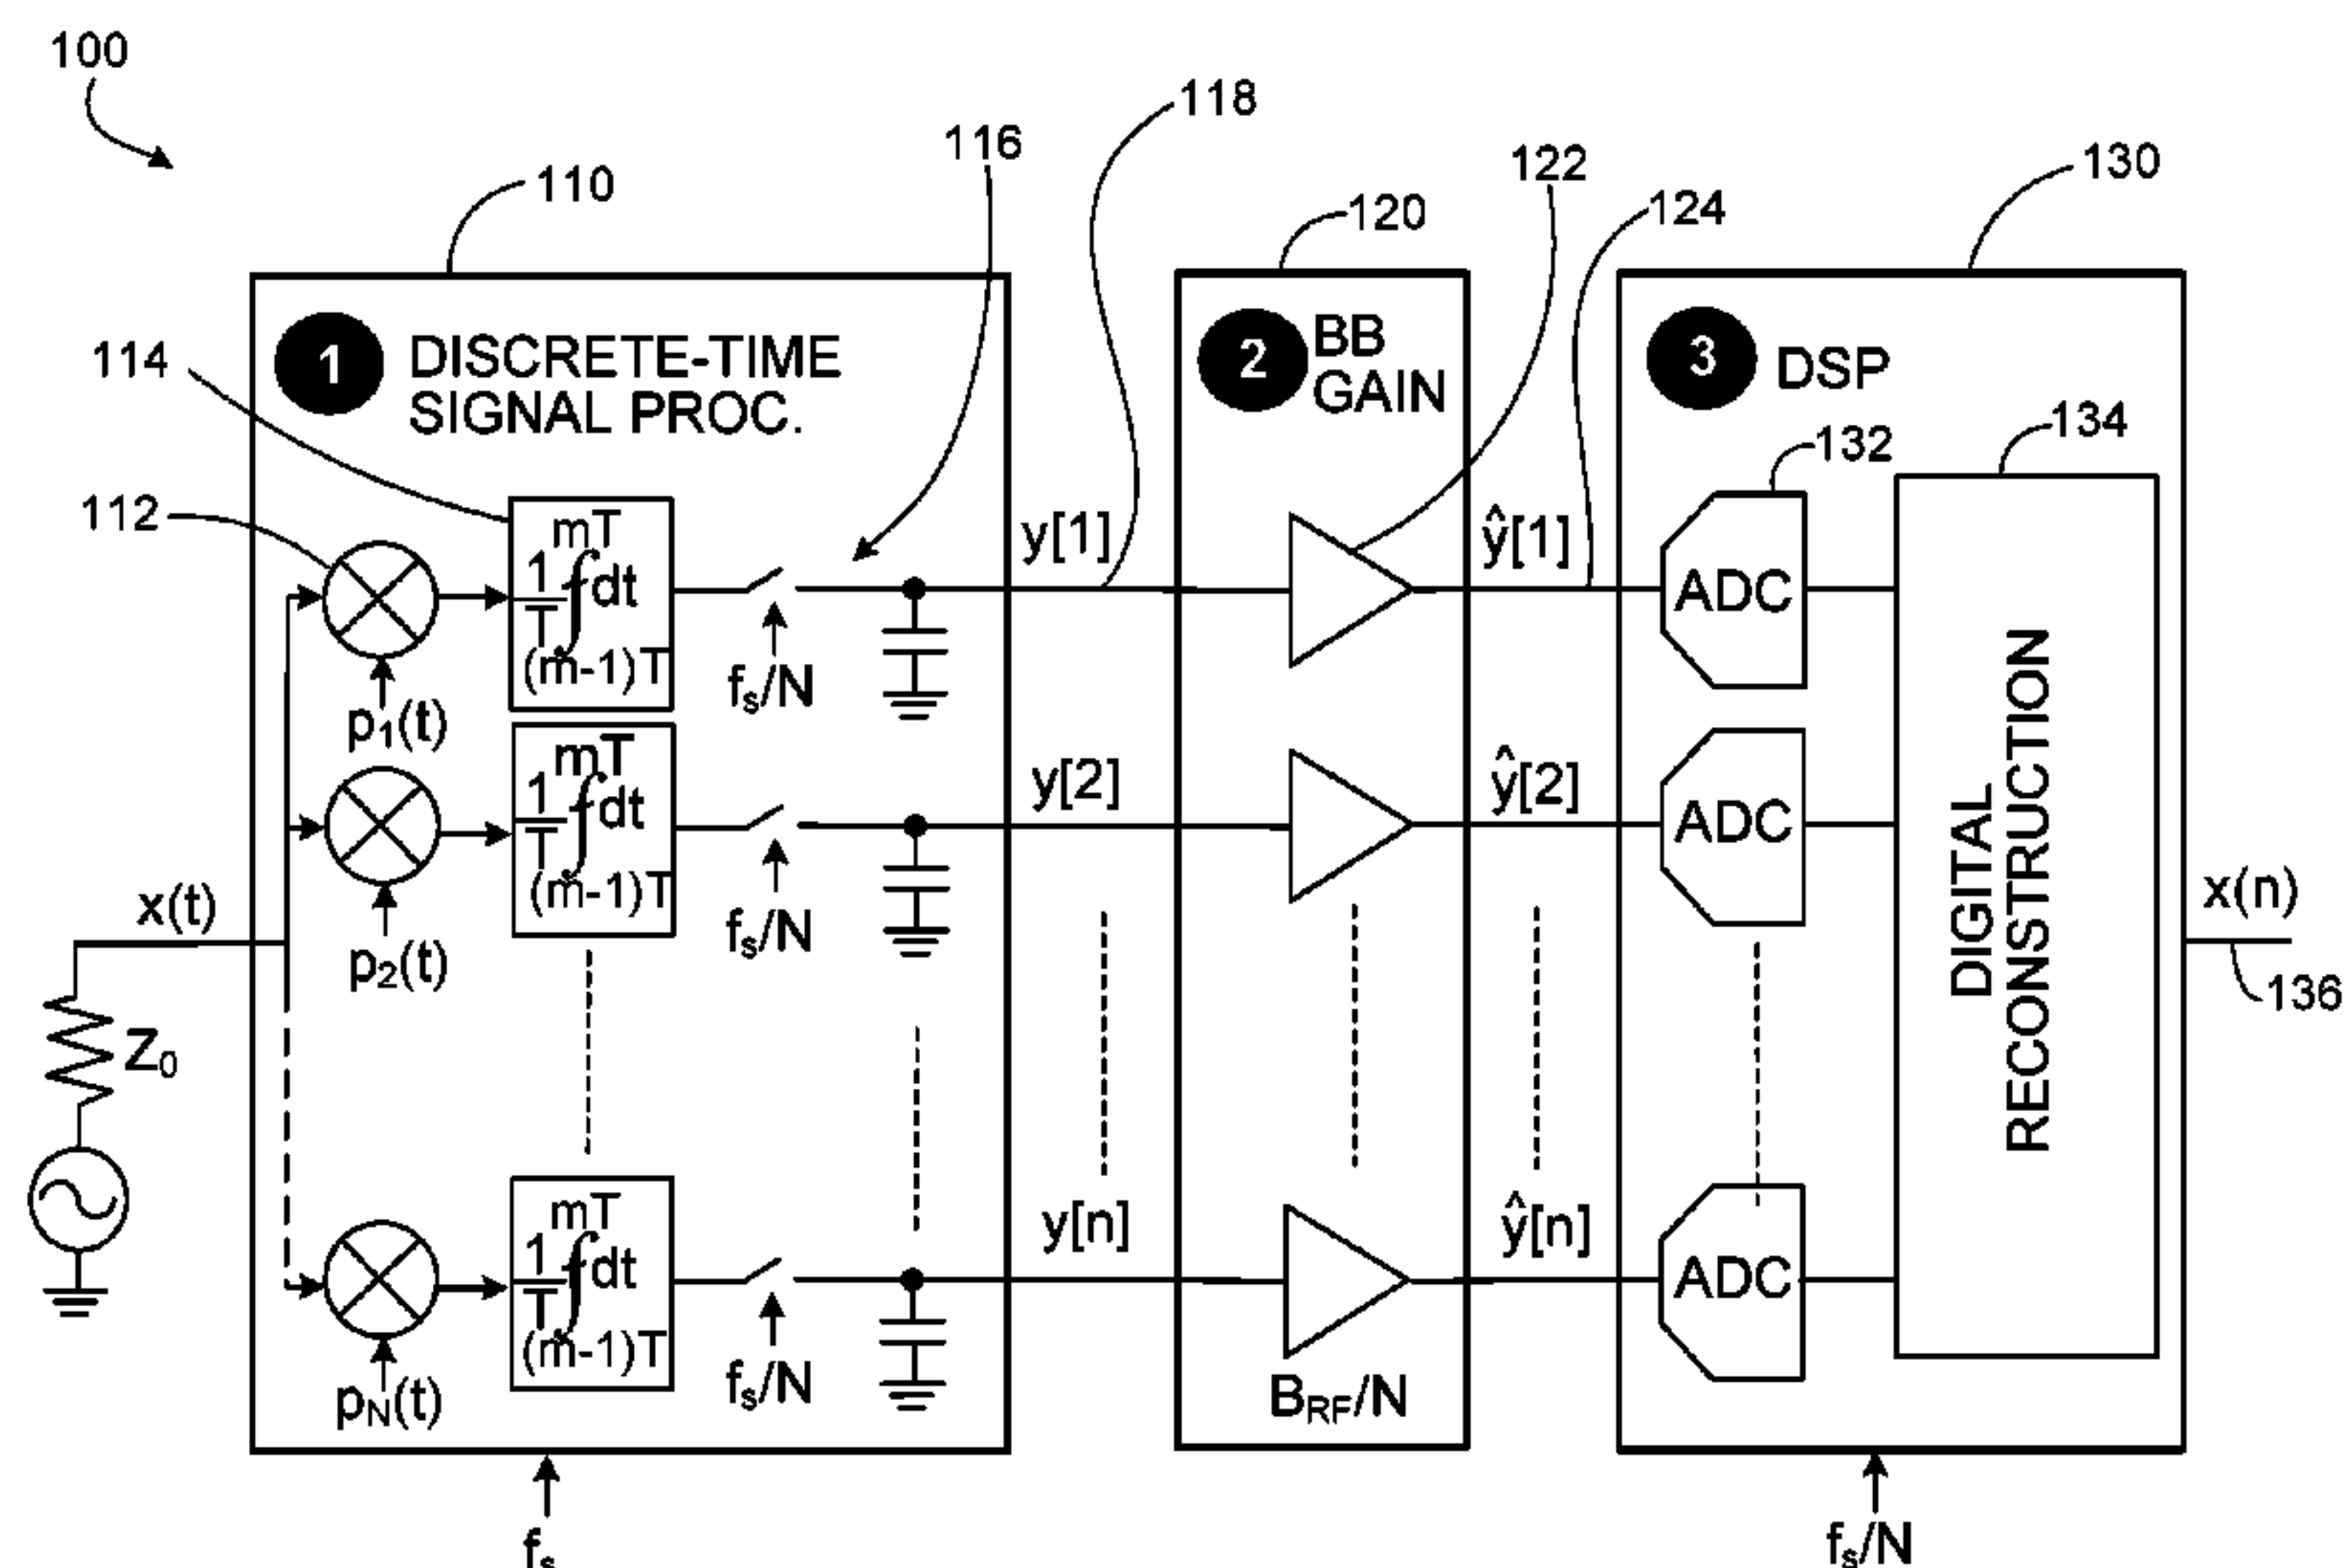 100
118
116
122
130
110
120
124
1 DISCRETE-TIME
SIGNAL PROC.
2 BB
GAIN
3 DSP
114
134
132
112
mT
1/T ∫dt
(m-1)T
y[1]
ŷ[1]
ADC
fs/N
p1(t)
mT
1/T ∫dt
(m-1)T
y[2]
ŷ[2]
ADC
fs/N
p2(t)
x(t)
Z0
DIGITAL
RECONSTRUCTION
x(n)
136
mT
1/T ∫dt
(m-1)T
y[n]
ŷ[n]
ADC
fs/N
pN(t)
BRF/N
fs
fs/N